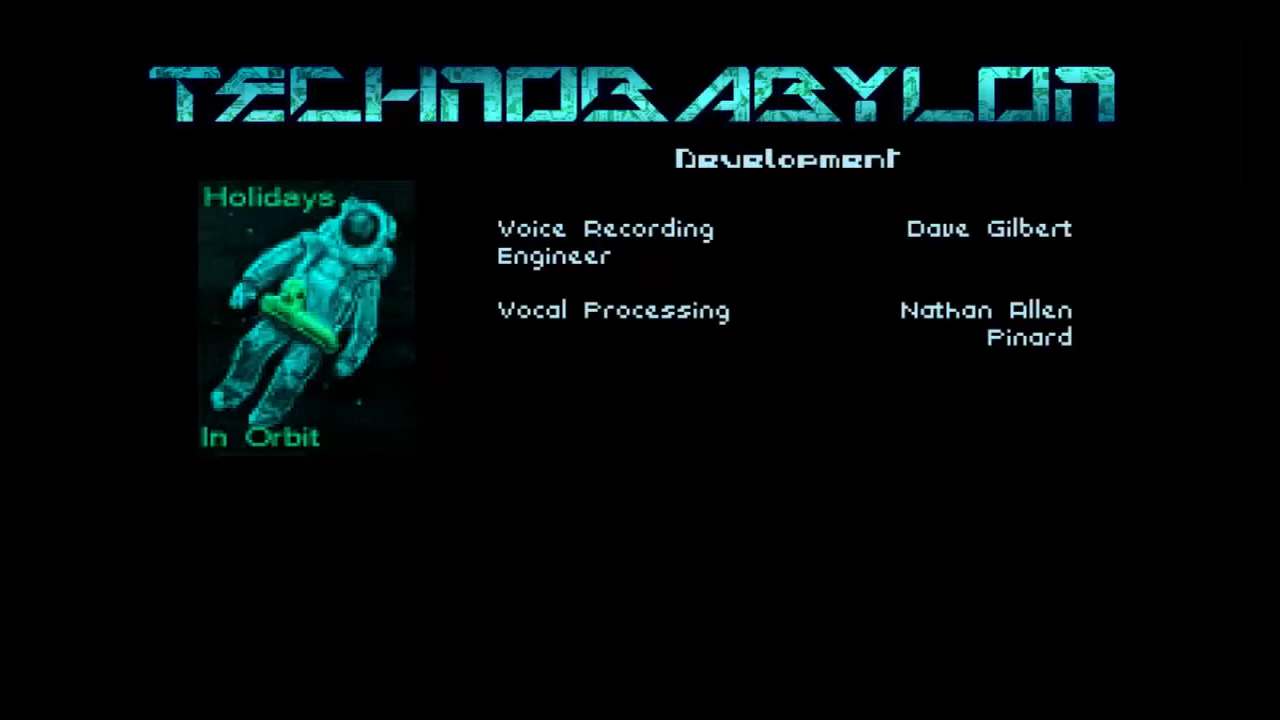 TECHNOBABYLON
Development
Holidays
Voice Recording Dave Gilbert
Engineer
Vocal Processing Nathan Allen
Pinard
In Orbit